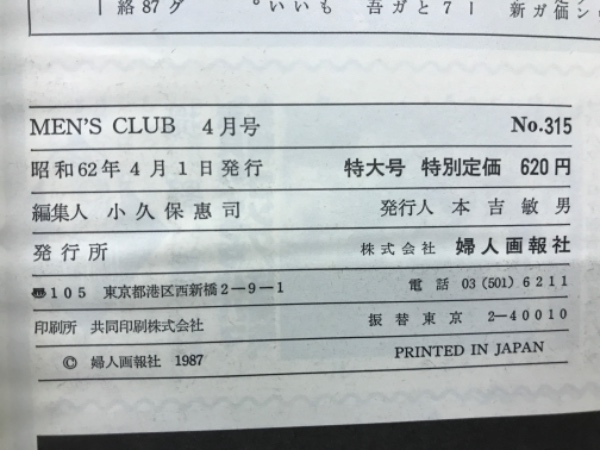 MEN'S CLUB 4月号 No.315
昭和62年4月1日発行 特大号 特別定価 620円
編集人 小久保惠司 発行人 本吉敏男
発行所 株式会社 婦人画報社
105 東京都港区西新橋2−9−1 電話 03(501)6211
印刷所 共同印刷株式会社 振替東京 2−40010
© 婦人画報社 1987 PRINTED IN JAPAN